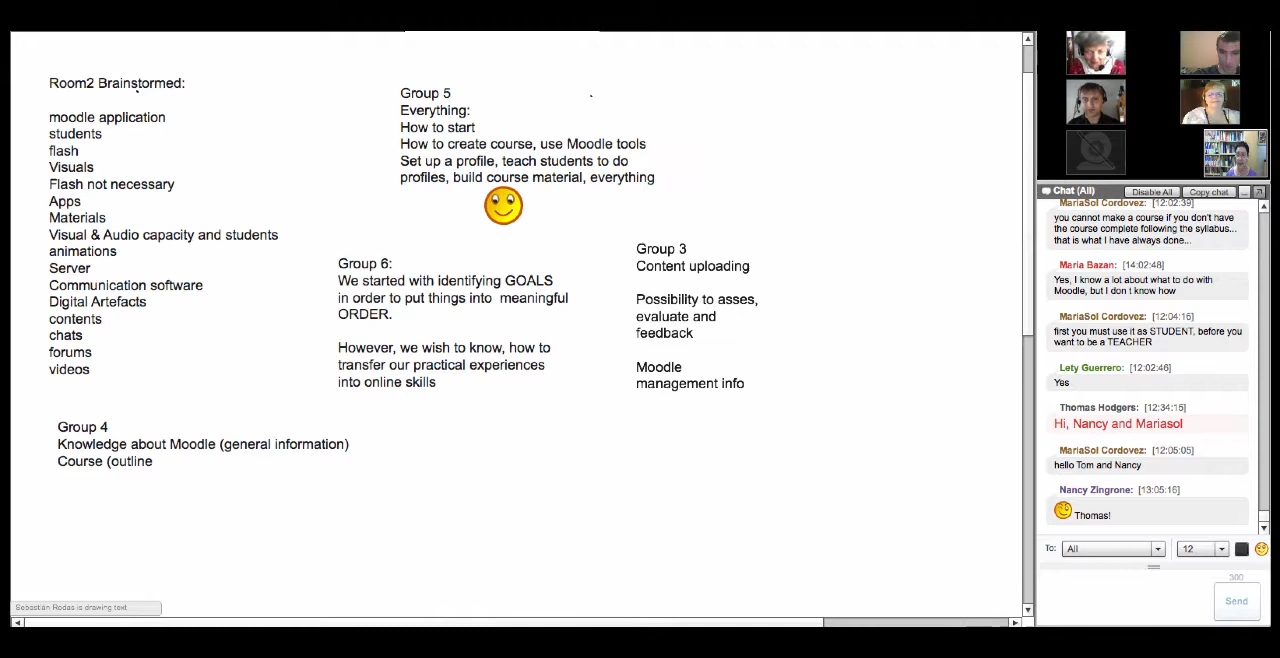 Room2 Brainstormed:
moodle application
students
flash
Visuals
Flash not necessary
Apps
Materials
Visual & Audio capacity and students
animations
Server
Communication software
Digital Artefacts
contents
chats
forums
videos
Group 4
Knowledge about Moodle (general information)
Course (outline
Group 5
Everything:
How to start
How to create course, use Moodle tools
Set up a profile, teach students to do
profiles, build course material, everything
Group 6:
We started with identifying GOALS
in order to put things into  meaningful
ORDER.
However, we wish to know, how to
transfer our practical experiences
into online skills
Group 3
Content uploading
Possibility to asses,
evaluate and
feedback
Moodle
management info
Sebastián Rodas is drawing text
Chat (All)
Disable All
Copy chat
MariaSol Cordovez: [12:02:39]
you cannot make a course if you don't have
the course complete following the syllabus...
that is what I have always done...
Maria Bazan: [14:02:48]
Yes, I know a lot about what to do with
Moodle, but I don t know how
MariaSol Cordovez: [12:04:16]
first you must use it as STUDENT, before you
want to be a TEACHER
Lety Guerrero: [12:02:46]
Yes
Thomas Hodgers: [12:34:15]
Hi, Nancy and Mariasol
MariaSol Cordovez: [12:05:05]
hello Tom and Nancy
Nancy Zingrone: [13:05:16]
Thomas!
To: All 12
300
Send